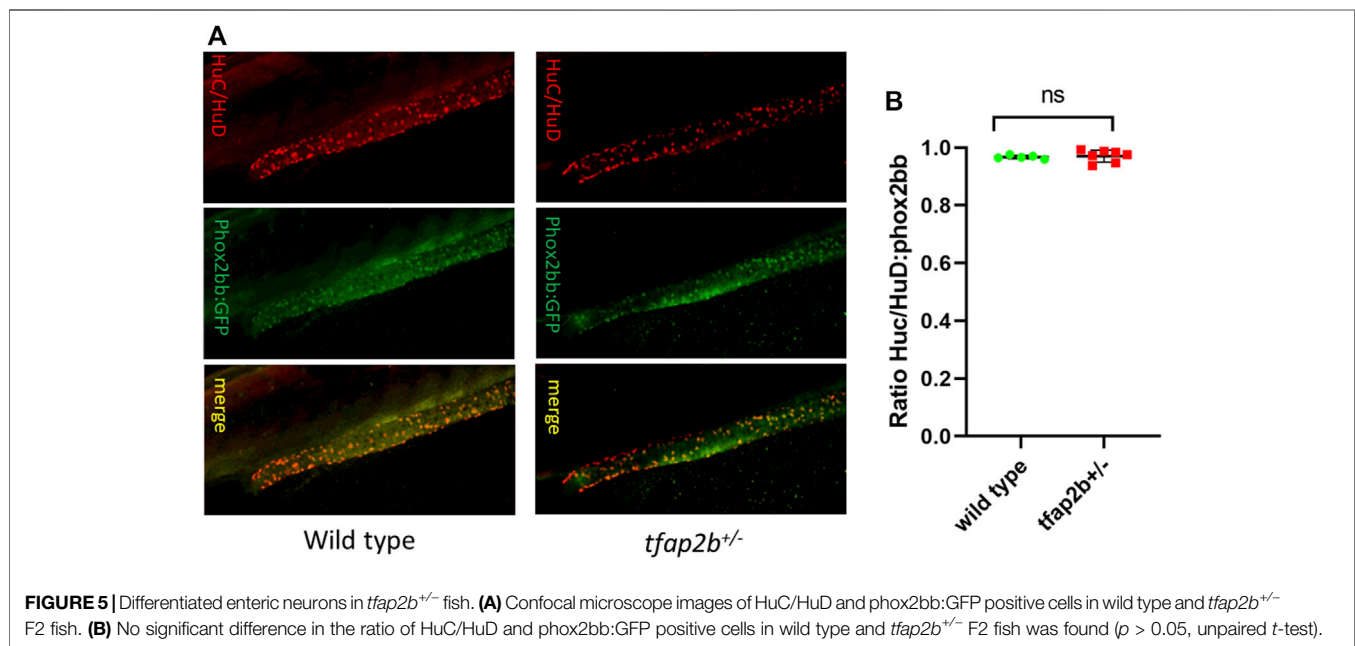 A
HuC/HuD
HuC/HuD
Phox2bb:GFP
Phox2bb:GFP
merge
merge
Wild type
tfap2b+/-
B
ns
Ratio Huc/HuD:phox2bb
1.0
0.8
0.6
0.4
0.2
0.0
wild type
tfap2b+/-
FIGURE 5 | Differentiated enteric neurons in tfap2b+/− fish. (A) Confocal microscope images of HuC/HuD and phox2bb:GFP positive cells in wild type and tfap2b+/−
F2 fish. (B) No significant difference in the ratio of HuC/HuD and phox2bb:GFP positive cells in wild type and tfap2b+/− F2 fish was found (p > 0.05, unpaired t-test).